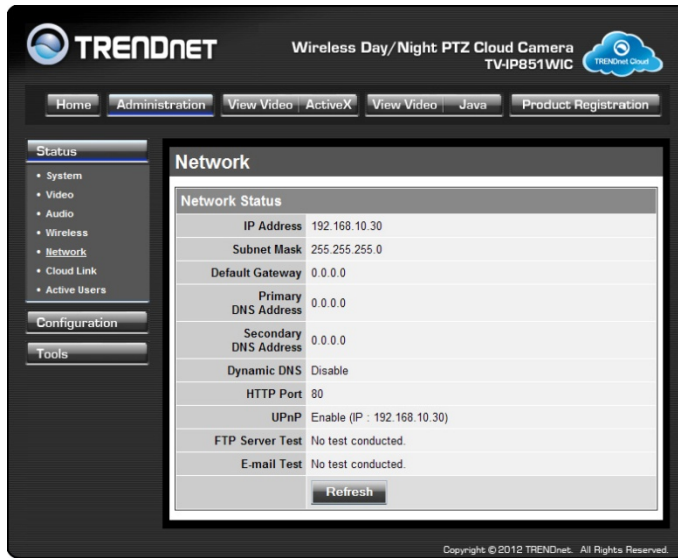 TRENDNET
Wireless Day/Night PTZ Cloud Camera
TV-IP851WIC
TRENDnet Cloud
Home
Administration
View Video | ActiveX
View Video | Java
Product Registration
Status
• System
• Video
• Audio
• Wireless
• Network
• Cloud Link
• Active Users
Configuration
Tools
Network
Network Status
IP Address 192.168.10.30
Subnet Mask 255.255.255.0
Default Gateway 0.0.0.0
Primary
DNS Address 0.0.0.0
Secondary
DNS Address 0.0.0.0
Dynamic DNS Disable
HTTP Port 80
UPnP Enable (IP : 192.168.10.30)
FTP Server Test No test conducted.
E-mail Test No test conducted.
Refresh
Copyright © 2012 TRENDnet. All Rights Reserved.